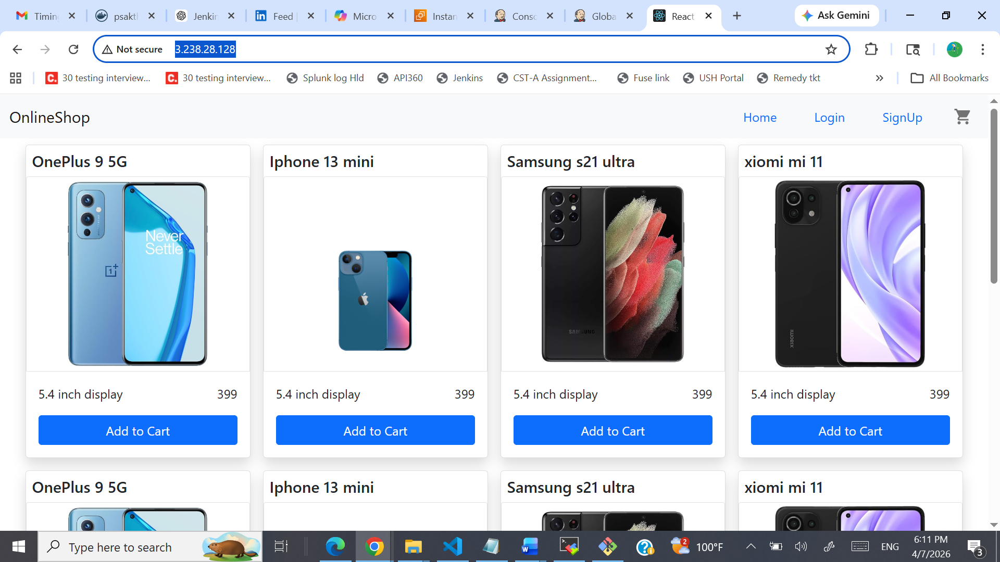 Timing
psakt
Jenkin
Feed
Micro
Instan
Conso
Globa
React
Ask Gemini
Not secure
3.238.28.128
30 testing interview...
30 testing interview...
Splunk log Hld
API360
Jenkins
CST-A Assignment...
Fuse link
USH Portal
Remedy tkt
All Bookmarks
OnlineShop
Home
Login
SignUp
OnePlus 9 5G
Iphone 13 mini
Samsung s21 ultra
xiomi mi 11
Never
Settle
SAMSUNG
xiaomi
5.4 inch display
399
5.4 inch display
399
5.4 inch display
399
5.4 inch display
399
Add to Cart
Add to Cart
Add to Cart
Add to Cart
OnePlus 9 5G
Iphone 13 mini
Samsung s21 ultra
xiomi mi 11
Type here to search
2
100°F
ENG
6:11 PM
4/7/2026
3